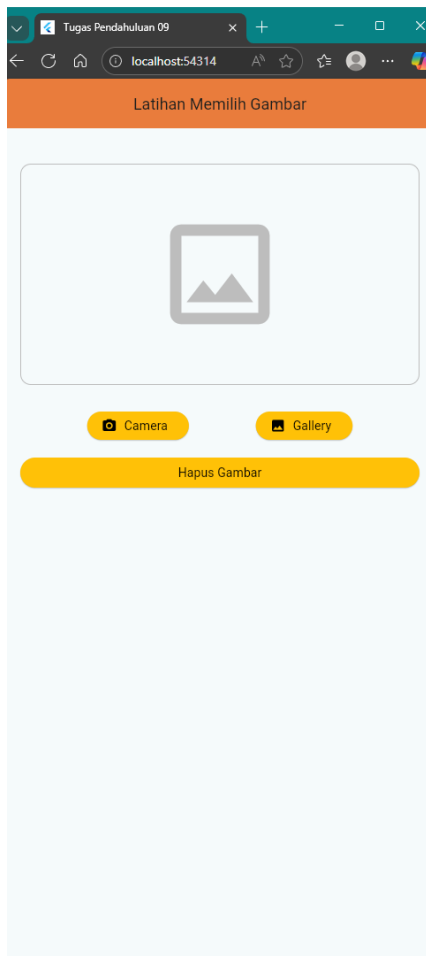 Tugas Pendahuluan 09
localhost:54314
Latihan Memilih Gambar
Camera
Gallery
Hapus Gambar